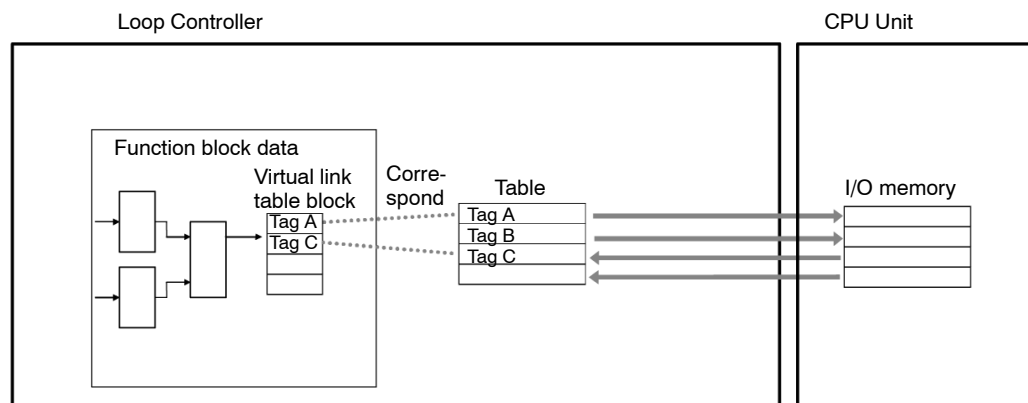 Loop Controller
CPU Unit
Function block data
Virtual link
table block
Tag A
Tag C
Corre-
spond
Table
Tag A
Tag B
Tag C
I/O memory